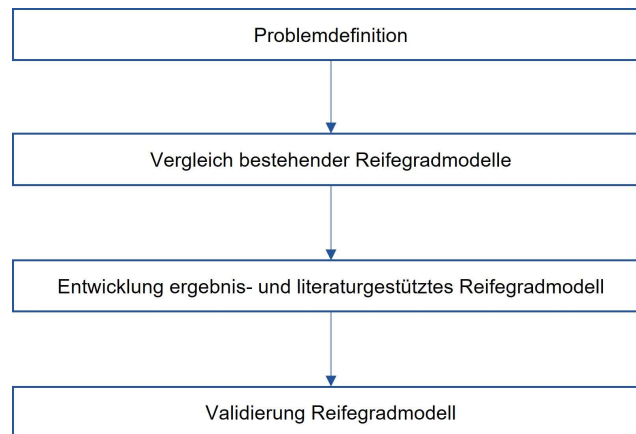 Problemdefinition
Vergleich bestehender Reifegradmodelle
Entwicklung ergebnis- und literaturgestütztes Reifegradmodell
Validierung Reifegradmodell